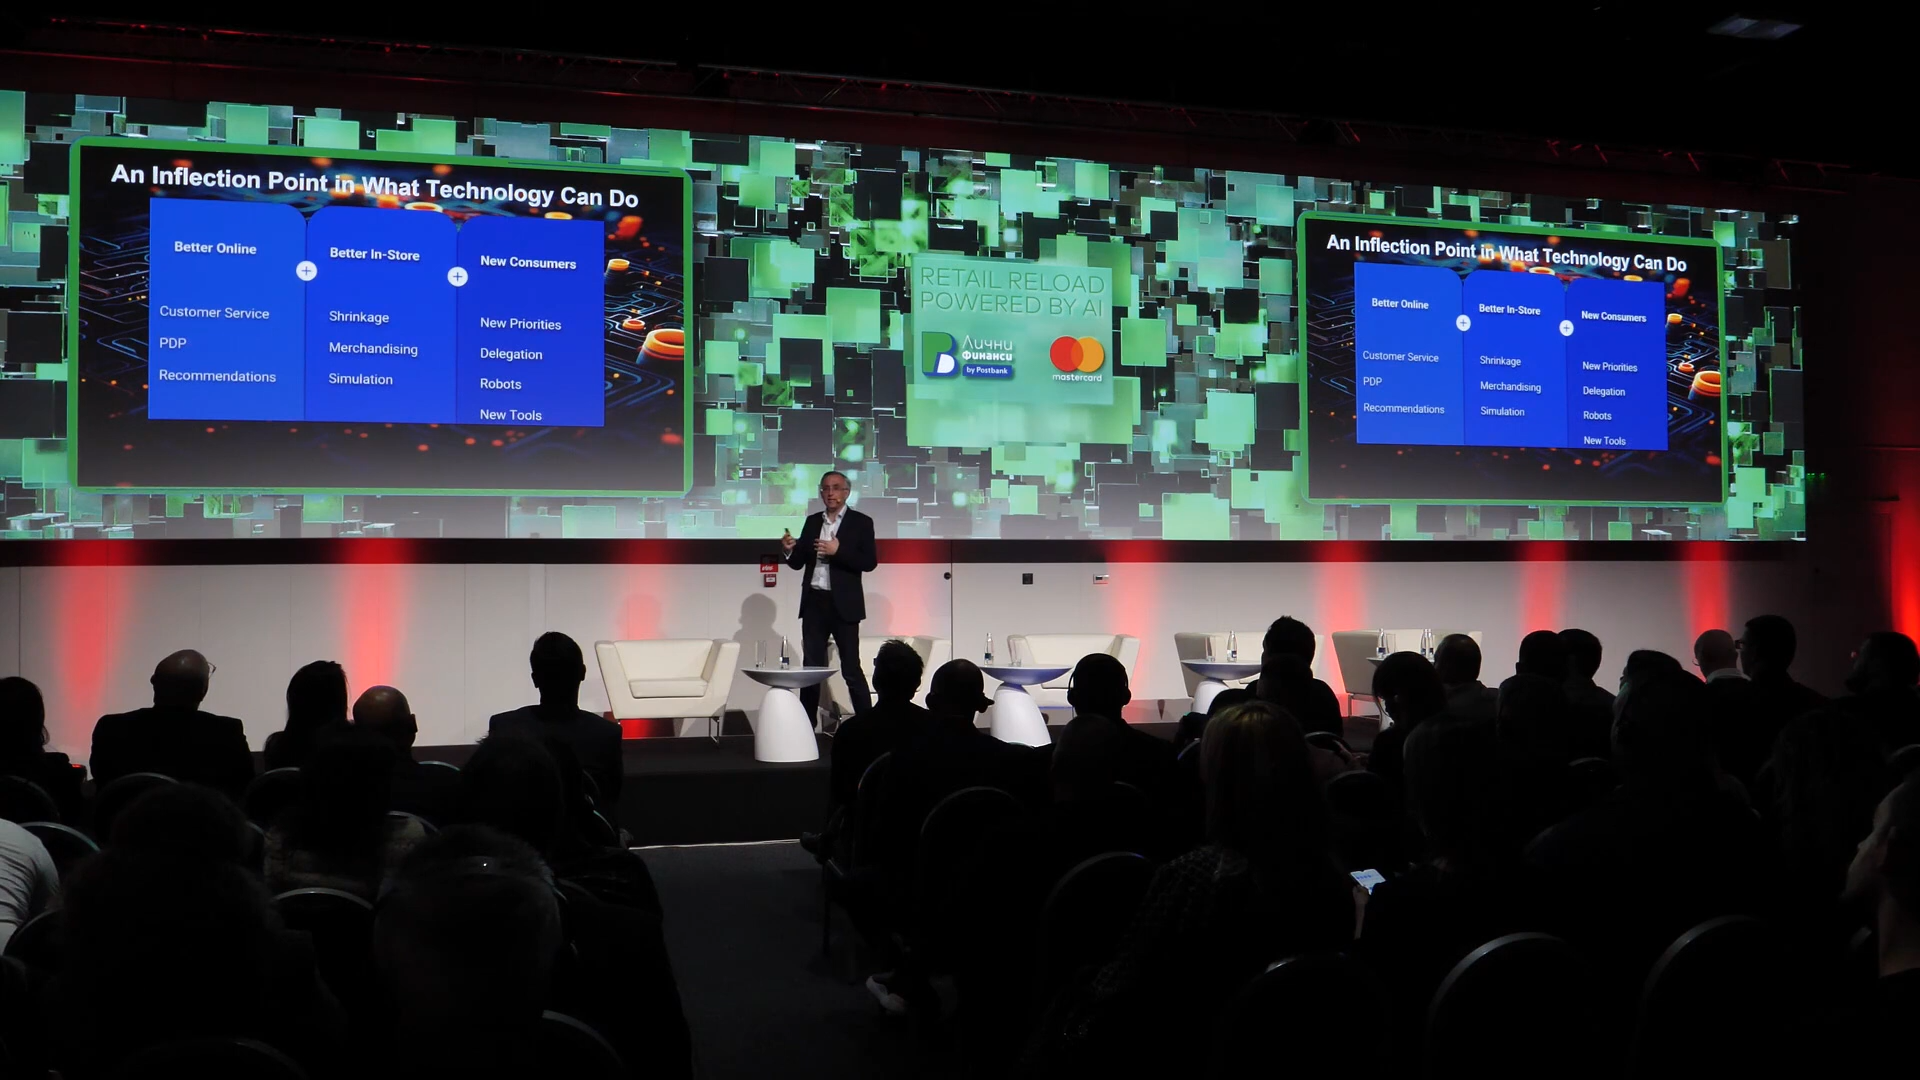 An Inflection Point in What Technology Can Do
Better Online
Customer Service
PDP
Recommendations
Better In-Store
Shrinkage
Merchandising
Simulation
New Consumers
New Priorities
Delegation
Robots
New Tools
RETAIL RELOAD
POWERED BY AI
Лични
Финанси
by Postbank
mastercard
An Inflection Point in What Technology Can Do
Better Online
Customer Service
PDP
Recommendations
Better In-Store
Shrinkage
Merchandising
Simulation
New Consumers
New Priorities
Delegation
Robots
New Tools